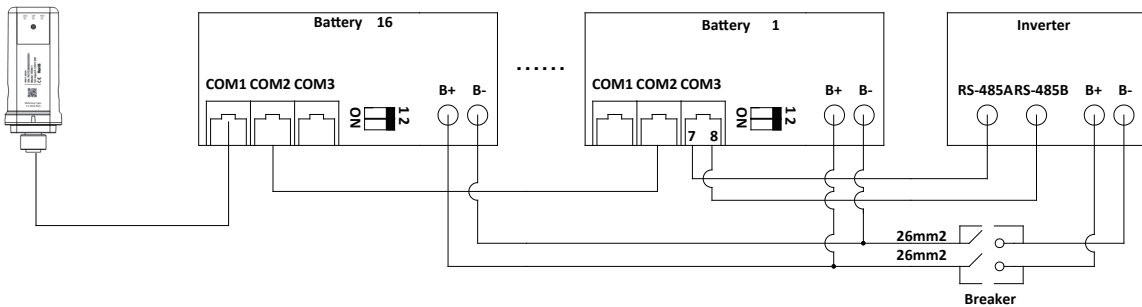 Battery 16
COM1 COM2 COM3
ON
1 2
B+ B-
......
Battery 1
COM1 COM2 COM3
7 8
ON
1 2
B+ B-
Inverter
RS-485A RS-485B B+ B-
26mm2
26mm2
Breaker